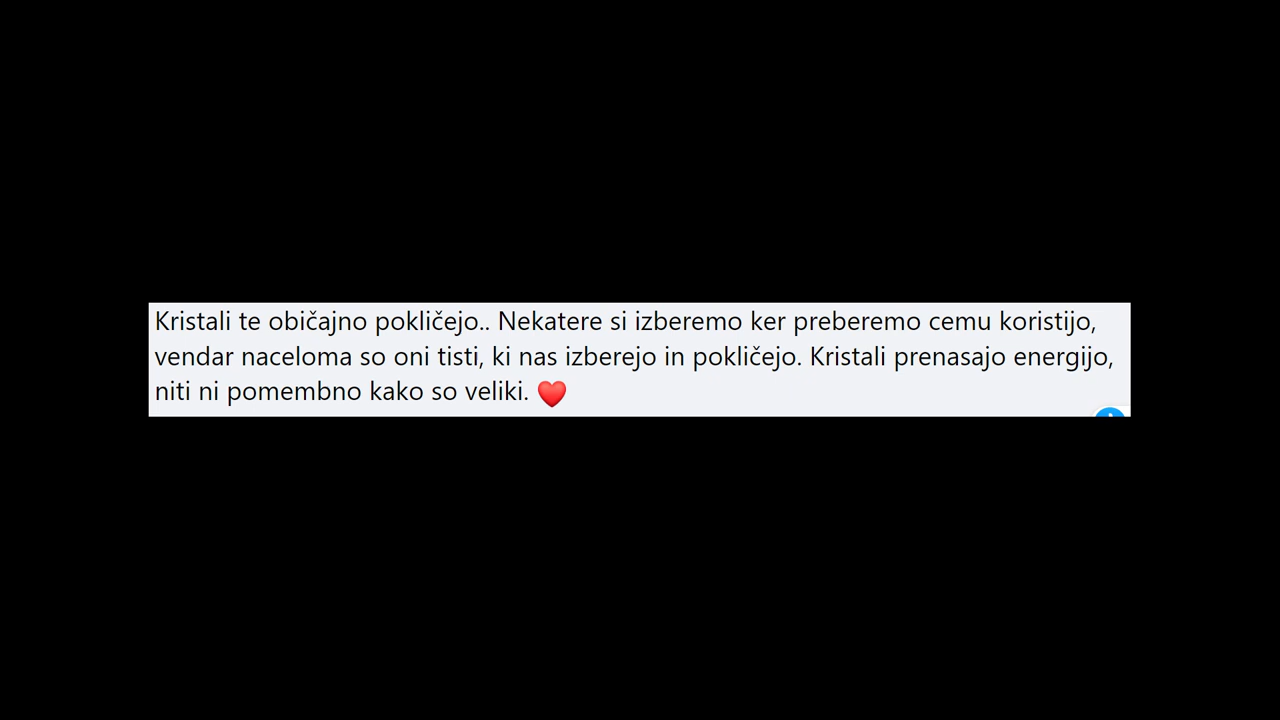 Kristali te običajno pokličejo.. Nekatere si izberemo ker preberemo cemu koristijo,
vendar naceloma so oni tisti, ki nas izberejo in pokličejo. Kristali prenasajo energijo,
niti ni pomembno kako so veliki. ❤️